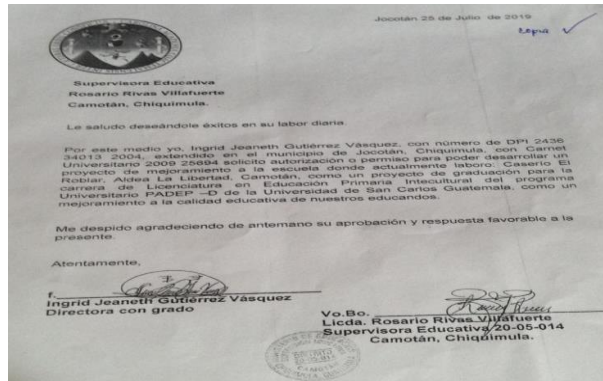 Jocotán 25 de Julio de 2019
Copia
Supervisora Educativa
Rosario Rivas Villafuerte
Camotán, Chiquimula.
Le saludo deseándole éxitos en su labor diaria.
Por este medio yo, Ingrid Jeaneth Gutiérrez Vásquez, con número de DPI 2436
34013 2004, extendido en el municipio de Jocotán, Chiquimula, con Carnet
Universitario 2009 25894 solicito autorización o permiso para poder desarrollar un
proyecto de mejoramiento a la escuela donde actualmente laboro: Caserío El
Roblar, Aldea La Libertad, Camotán, como un proyecto de graduación para la
carrera de Licenciatura en Educación Primaria Intecultural del programa
Universitario PADEP –D de la Universidad de San Carlos Guatemala, como un
mejoramiento a la calidad educativa de nuestros educandos.
Me despido agradeciendo de antemano su aprobación y respuesta favorable a la
presente.
Atentamente,
f.
Ingrid Jeaneth Gutiérrez Vásquez
Directora con grado
Vo.Bo.
Licda. Rosario Rivas Villafuerte
Supervisora Educativa 20-05-014
Camotán, Chiquimula.